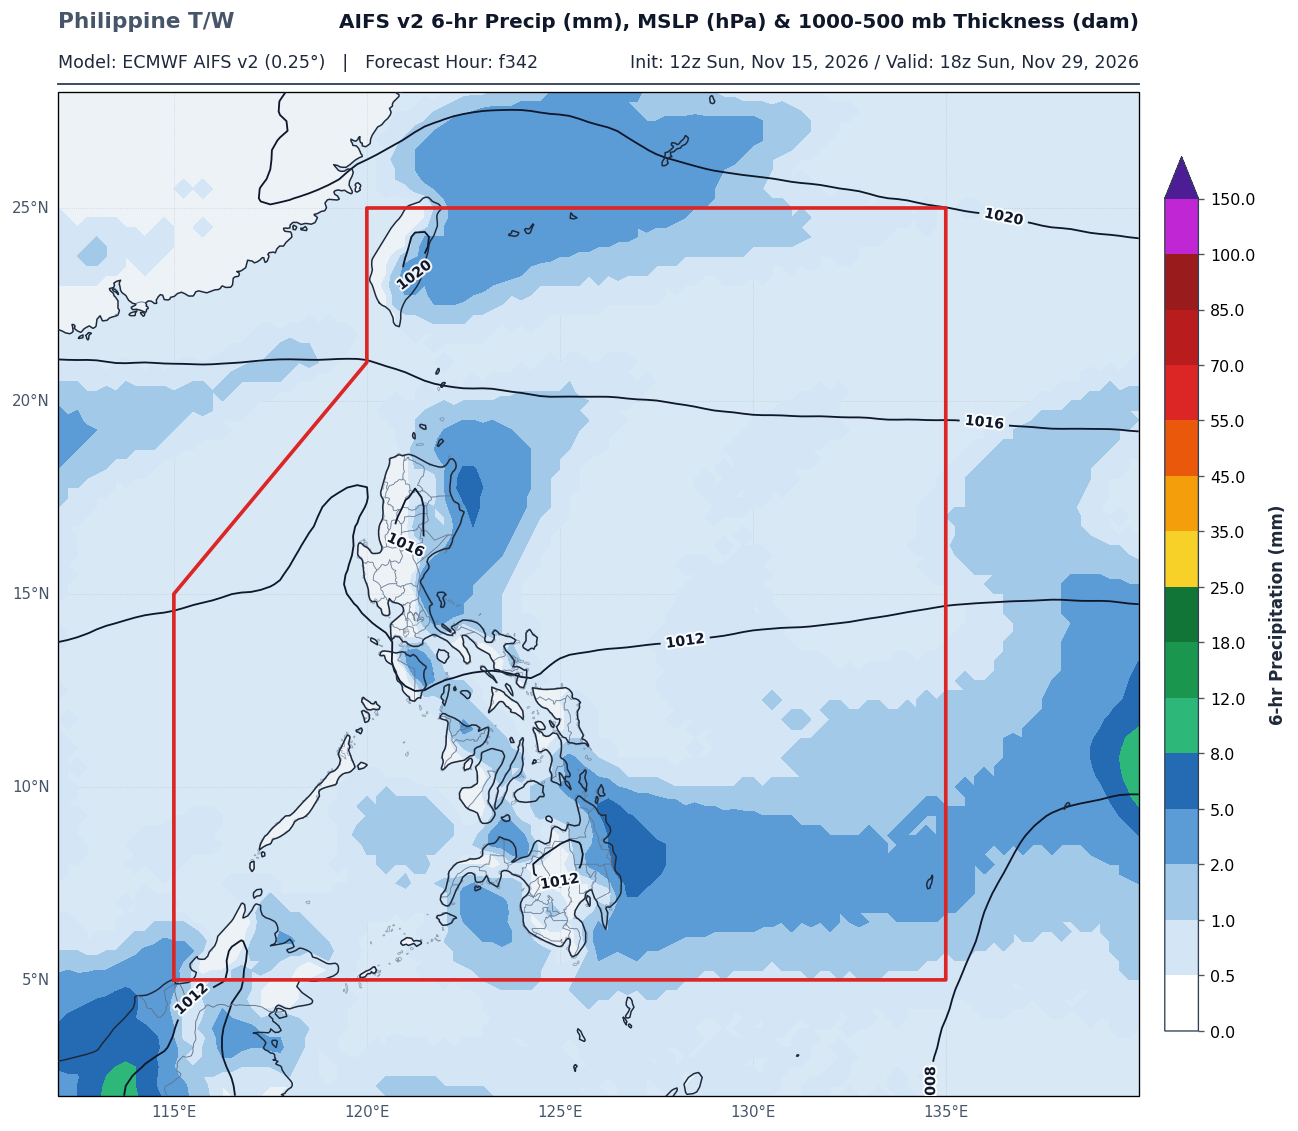 Philippine T/W
AIFS v2 6-hr Precip (mm), MSLP (hPa) & 1000-500 mb Thickness (dam)
Model: ECMWF AIFS v2 (0.25°) | Forecast Hour: f342
Init: 12z Sun, Nov 15, 2026 / Valid: 18z Sun, Nov 29, 2026
25°N
20°N
15°N
10°N
5°N
115°E
120°E
125°E
130°E
135°E
1020
1020
1016
1016
1012
1012
1012
1008
150.0
100.0
85.0
70.0
55.0
45.0
35.0
25.0
18.0
12.0
8.0
5.0
2.0
1.0
0.5
0.0
6-hr Precipitation (mm)